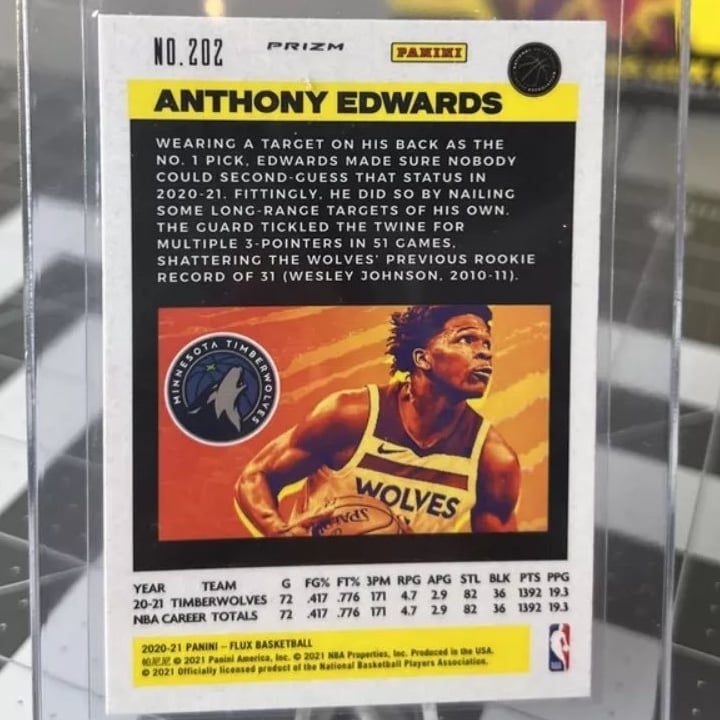 NO.202 PRIZM PANINI
ANTHONY EDWARDS
WEARING A TARGET ON HIS BACK AS THE
NO. 1 PICK, EDWARDS MADE SURE NOBODY
COULD SECOND-GUESS THAT STATUS IN
2020-21. FITTINGLY, HE DID SO BY NAILING
SOME LONG-RANGE TARGETS OF HIS OWN.
THE GUARD TICKLED THE TWINE FOR
MULTIPLE 3-POINTERS IN 51 GAMES,
SHATTERING THE WOLVES' PREVIOUS ROOKIE
RECORD OF 31 (WESLEY JOHNSON, 2010-11).
MINNESOTA TIMBERWOLVES
WOLVES
SPALDING
YEAR TEAM G FG% FT% 3PM RPG APG STL BLK PTS PPG
20-21 TIMBERWOLVES 72 .417 .776 171 4.7 2.9 82 36 1392 19.3
NBA CAREER TOTALS 72 .417 .776 171 4.7 2.9 82 36 1392 19.3
2020-21 PANINI – FLUX BASKETBALL
帕尼尼 © 2021 Panini America, Inc. © 2021 NBA Properties, Inc. Produced in the USA.
© 2021 Officially licensed product of the National Basketball Players Association.